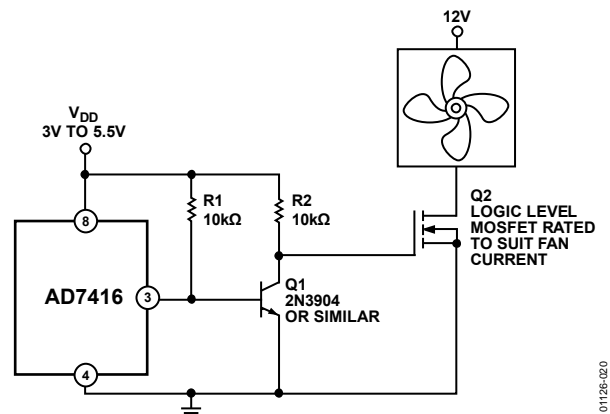 12V
V_DD
3V TO 5.5V
R1
10kΩ
R2
10kΩ
Q2
LOGIC LEVEL
MOSFET RATED
TO SUIT FAN
CURRENT
8
AD7416
3
Q1
2N3904
OR SIMILAR
4
01126-020